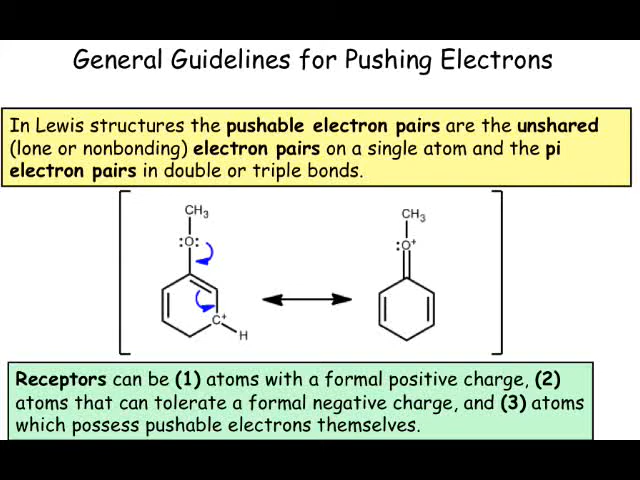 General Guidelines for Pushing Electrons
In Lewis structures the pushable electron pairs are the unshared
(lone or nonbonding) electron pairs on a single atom and the pi
electron pairs in double or triple bonds.
CH3 CH3
:O: :O+
C+
H
Receptors can be (1) atoms with a formal positive charge, (2)
atoms that can tolerate a formal negative charge, and (3) atoms
which possess pushable electrons themselves.